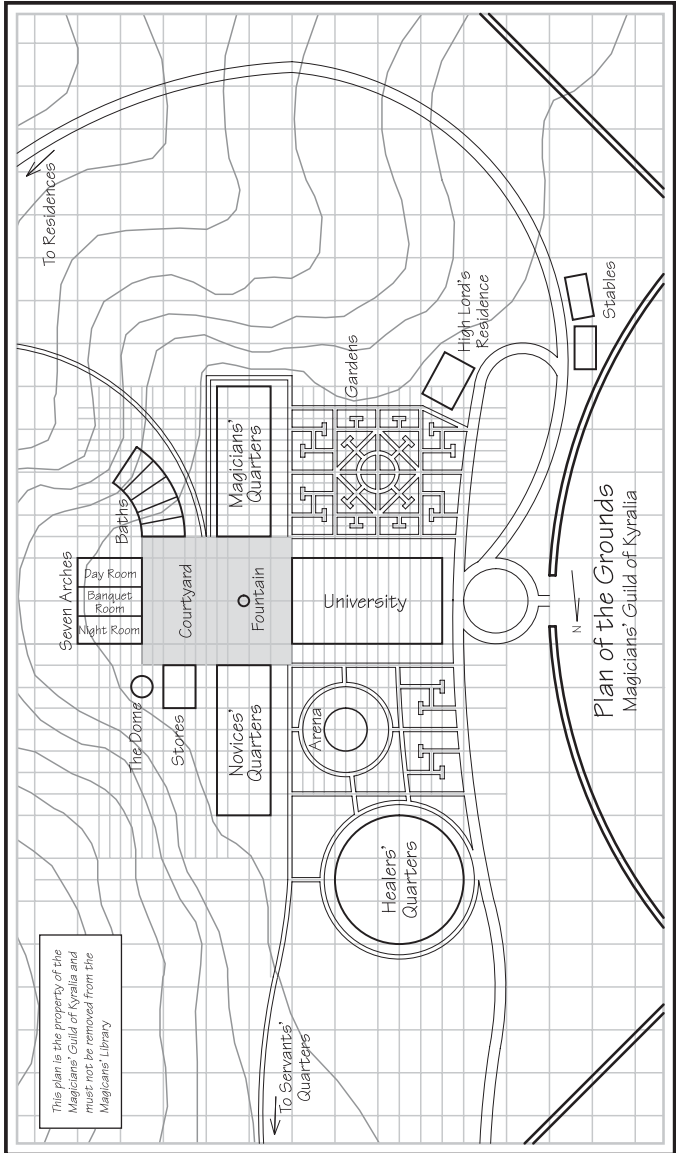 To Residences
High Lord's
Residence
Stables
Gardens
Magicians'
Quarters
Baths
Seven Arches
Day Room
Banquet
Room
Night Room
Courtyard
Fountain
University
The Dome
Stores
Novices'
Quarters
Arena
Healers'
Quarters
To Servants'
Quarters
N
Plan of the Grounds
Magicians' Guild of Kyralia
This plan is the property of the
Magicians' Guild of Kyralia and
must not be removed from the
Magicans' Library